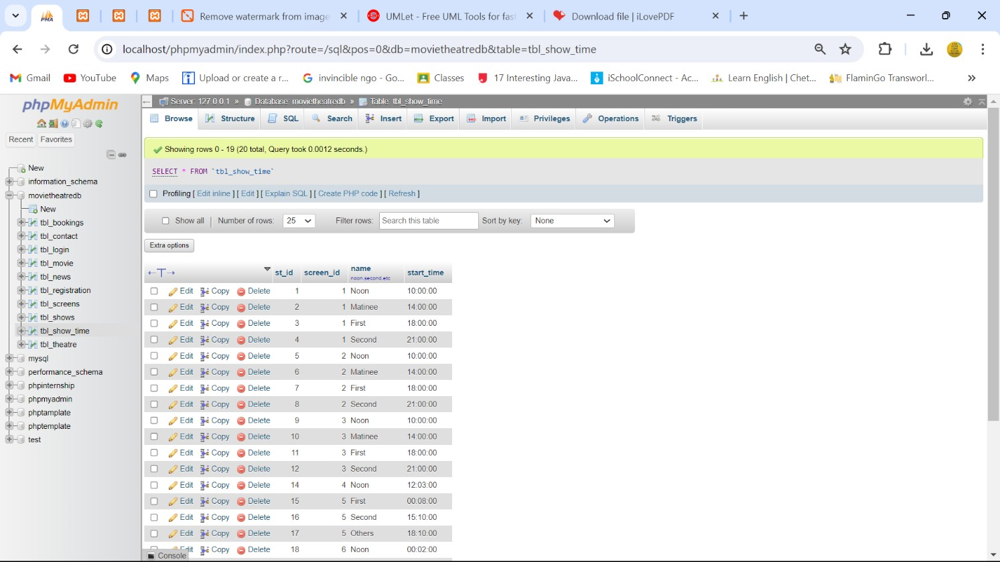 PMA
Remove watermark from image
UMLet - Free UML Tools for fast
Download file | iLovePDF
localhost/phpmyadmin/index.php?route=/sql&pos=0&db=movietheatredb&table=tbl_show_time
Gmail YouTube Maps Upload or create a r... invincible ngo - Go... Classes 17 Interesting Java... iSchoolConnect - Ac... Learn English | Chet... FlaminGo Transworl...
phpMyAdmin
Recent Favorites
New
information_schema
movietheatredb
New
tbl_bookings
tbl_contact
tbl_login
tbl_movie
tbl_news
tbl_registration
tbl_screens
tbl_shows
tbl_show_time
tbl_theatre
mysql
performance_schema
phpinternship
phpmyadmin
phptamplate
phptemplate
test
Server: 127.0.0.1 » Database: movietheatredb » Table: tbl_show_time
Browse Structure SQL Search Insert Export Import Privileges Operations Triggers
Showing rows 0 - 19 (20 total, Query took 0.0012 seconds.)
SELECT * FROM `tbl_show_time`
Profiling [ Edit inline ] [ Edit ] [ Explain SQL ] [ Create PHP code ] [ Refresh ]
Show all | Number of rows: 25 Filter rows: Search this table Sort by key: None
Extra options
←T→ st_id screen_id name start_time
noon,second,etc
Edit Copy Delete 1 1 Noon 10:00:00
Edit Copy Delete 2 1 Matinee 14:00:00
Edit Copy Delete 3 1 First 18:00:00
Edit Copy Delete 4 1 Second 21:00:00
Edit Copy Delete 5 2 Noon 10:00:00
Edit Copy Delete 6 2 Matinee 14:00:00
Edit Copy Delete 7 2 First 18:00:00
Edit Copy Delete 8 2 Second 21:00:00
Edit Copy Delete 9 3 Noon 10:00:00
Edit Copy Delete 10 3 Matinee 14:00:00
Edit Copy Delete 11 3 First 18:00:00
Edit Copy Delete 12 3 Second 21:00:00
Edit Copy Delete 14 4 Noon 12:03:00
Edit Copy Delete 15 5 First 00:08:00
Edit Copy Delete 16 5 Second 15:10:00
Edit Copy Delete 17 5 Others 18:10:00
Edit Copy Delete 18 6 Noon 00:02:00
Console